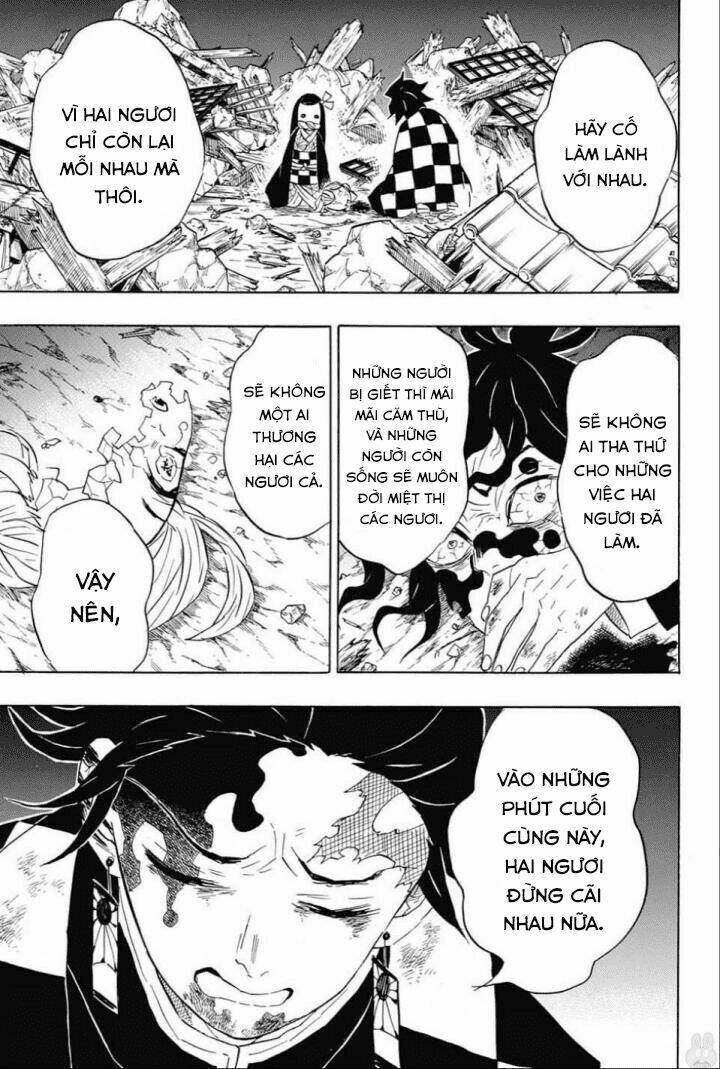 HÃY CỐ
LÀM LÀNH
VỚI NHAU.
VÌ HAI NGƯƠI
CHỈ CÒN LẠI
MỖI NHAU MÀ
THÔI.
SẼ KHÔNG
AI THA THỨ
CHO NHỮNG
VIỆC HAI
NGƯƠI ĐÃ
LÀM.
NHỮNG NGƯỜI
BỊ GIẾT THÌ MÃI
MÃI CĂM THÙ,
VÀ NHỮNG
NGƯỜI CÒN
SỐNG SẼ MUÔN
ĐỜI MIỆT THỊ
CÁC NGƯƠI.
SẼ KHÔNG
MỘT AI
THƯƠNG
HẠI CÁC
NGƯƠI CẢ.
VẬY
NÊN,
VÀO NHỮNG
PHÚT CUỐI
CÙNG NÀY,
HAI NGƯƠI
ĐỪNG CÃI
NHAU NỮA.